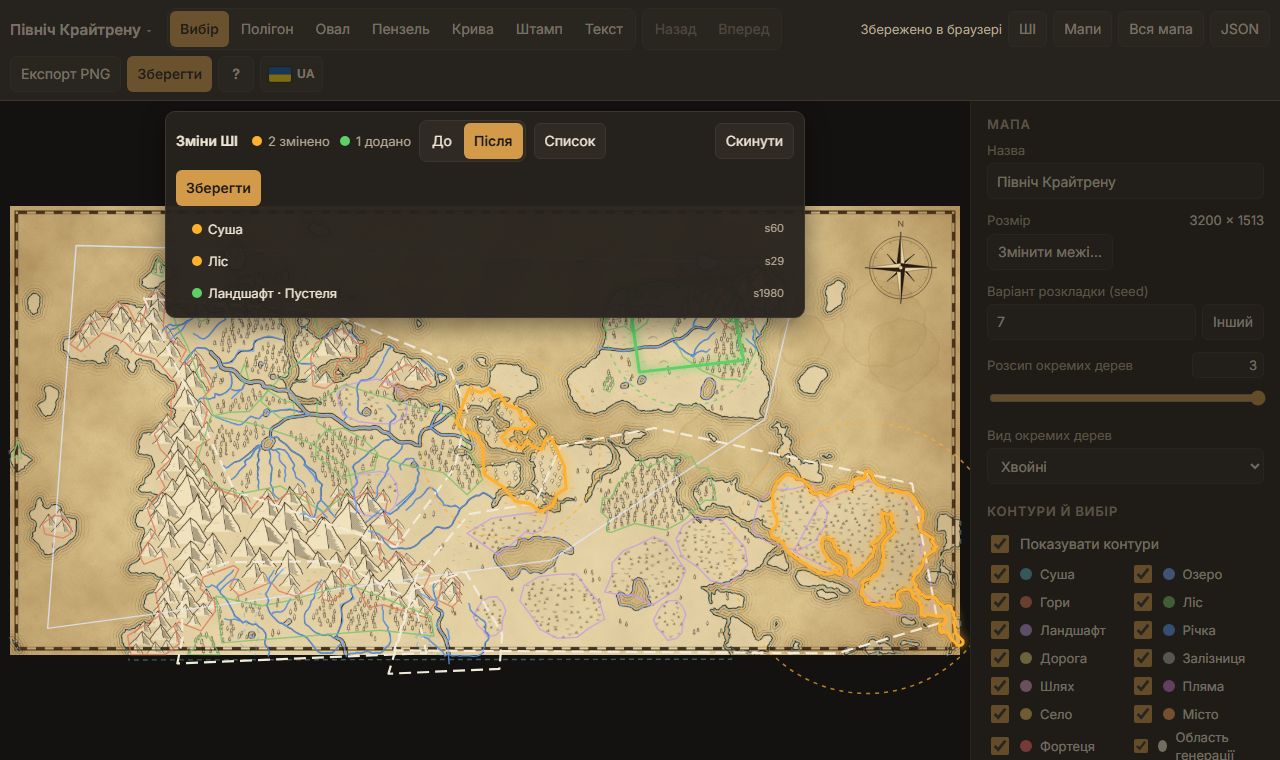 Північ Крайтрену
Вибір Полігон Овал Пензель Крива Штамп Текст
Назад Вперед
Збережено в браузері ШІ Мапи Вся мапа JSON
Експорт PNG Зберегти ? UA
Зміни ШІ 2 змінено 1 додано До Після Список Скинути
Зберегти
Суша s60
Ліс s29
Ландшафт · Пустеля s1980
N
МАПА
Назва
Північ Крайтрену
Розмір 3200 × 1513
Змінити межі...
Варіант розкладки (seed)
7 Інший
Розсип окремих дерев 3
Вид окремих дерев
Хвойні
КОНТУРИ Й ВИБІР
Показувати контури
Суша Озеро
Гори Ліс
Ландшафт Річка
Дорога Залізниця
Шлях Пляма
Село Місто
Фортеця Область
генерації